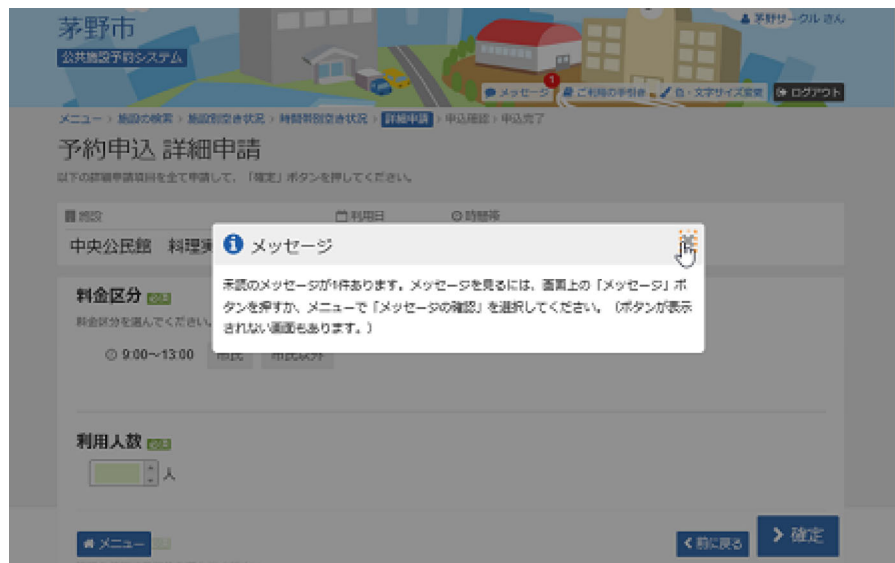 茅野市
公共施設予約システム
茅野サークル さん
メッセージ 1 ご利用の手引き 色・文字サイズ変更 ログアウト
メニュー › 施設の検索 › 施設別空き状況 › 時間帯別空き状況 › 詳細申請 › 申込確認 › 申込完了
予約申込 詳細申請
以下の詳細申請項目を全て申請して、「確定」ボタンを押してください。
施設 利用日 時間帯
中央公民館 料理実
メッセージ
未読のメッセージが1件あります。メッセージを見るには、画面上の「メッセージ」ボ
タンを押すか、メニューで「メッセージの確認」を選択してください。（ボタンが表示
されない画面もあります。）
料金区分 必須
料金区分を選んでください。
9:00～13:00 市民 市民以外
利用人数 必須
人
メニュー
前に戻る
確定